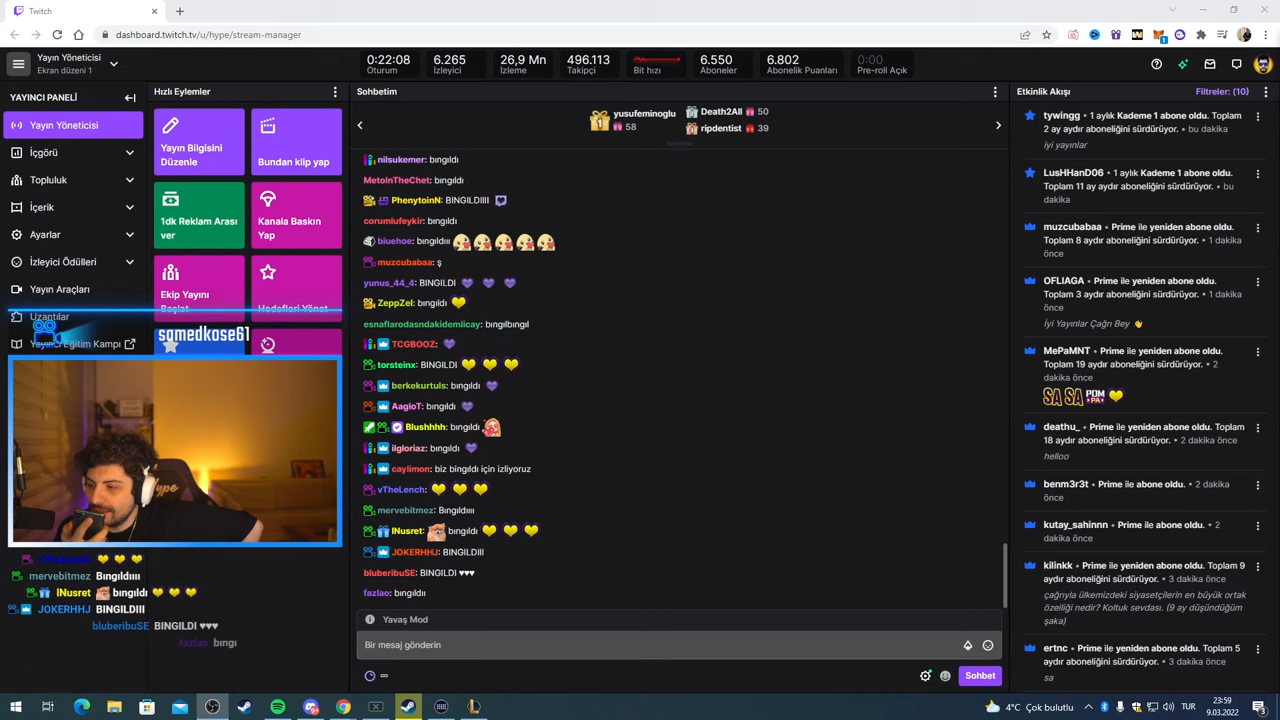 Twitch
dashboard.twitch.tv/u/hype/stream-manager
Yayın Yöneticisi
Ekran düzeni 1
0:22:08
Oturum
6.265
İzleyici
26,9 Mn
İzleme
496.113
Takipçi
Bit hızı
6.550
Aboneler
6.802
Abonelik Puanları
0:00
Pre-roll Açık
YAYINCI PANELİ
Yayın Yöneticisi
İçgörü
Topluluk
İçerik
Ayarlar
İzleyici Ödülleri
Yayın Araçları
Uzantılar
Yayıncı Eğitim Kampı
Hızlı Eylemler
Yayın Bilgisini
Düzenle
Bundan klip yap
1dk Reklam Arası
ver
Kanala Baskın
Yap
Ekip Yayını
Başlat
Hedefleri Yönet
samedkose61
mervebitmez Bıngıldıııı
INusret bıngıldı
JOKERHHJ BINGILDIII
bluberibuSE BINGILDI ♥♥♥
fazlao bıngı
Sohbetim
1
yusufeminoglu
58
Death2All 50
ripdentist 39
nilsukemer: bıngıldı
MetoInTheChet: bıngıldı
PhenytoinN: BINGILDIIII
corumlufeykir: bıngıldı
biuehoe: bıngıldııı
muzcubabaa: ş
yunus_44_4: BINGILDI
ZeppZel: bıngıldı
esnaflarodasndakidemlicay: bıngılbıngıl
TCGBOOZ:
torsteinx: BINGILDI
berkekurtuls: bıngıldı
AagloT: bıngıldı
Blushhhh: bıngıldı
ilgloriaz: bıngıldı
caylimon: biz bingıldı için izliyoruz
vTheLench:
mervebitmez: Bıngıldıııı
INusret: bıngıldı
JOKERHHJ: BINGILDIII
bluberibuSE: BINGILDI ♥♥♥
fazlao: bıngıldıı
Yavaş Mod
Bir mesaj gönderin
∞
Sohbet
Etkinlik Akışı
Filtreler: (10)
tywingg • 1 aylık Kademe 1 abone oldu. Toplam
2 ay aydır aboneliğini sürdürüyor. • bu dakika
iyi yayınlar
LusHHanD06 • 1 aylık Kademe 1 abone oldu.
Toplam 11 ay aydır aboneliğini sürdürüyor. • bu
dakika
muzcubabaa • Prime ile yeniden abone oldu.
Toplam 8 aydır aboneliğini sürdürüyor. • 1 dakika
önce
OFLIAGA • Prime ile yeniden abone oldu.
Toplam 3 aydır aboneliğini sürdürüyor. • 1 dakika
önce
İyi Yayınlar Çağrı Bey 👋
MePaMNT • Prime ile yeniden abone oldu.
Toplam 19 aydır aboneliğini sürdürüyor. • 2
dakika önce
SA SA
deathu_ • Prime ile yeniden abone oldu. Toplam
18 aydır aboneliğini sürdürüyor. • 2 dakika önce
helloo
benm3r3t • Prime ile abone oldu. • 2 dakika
önce
kutay_sahinnn • Prime ile abone oldu. • 2
dakika önce
kilinkk • Prime ile yeniden abone oldu. Toplam 9
aydır aboneliğini sürdürüyor. • 3 dakika önce
çağrıyla ülkemizdeki siyasetçilerin en büyük ortak
özelliği nedir? Koltuk sevdası. (9 ay düşündüğüm
şaka)
ertnc • Prime ile yeniden abone oldu. Toplam 5
aydır aboneliğini sürdürüyor. • 3 dakika önce
sa
4°C Çok bulutlu
TUR
23:59
9.03.2022
3